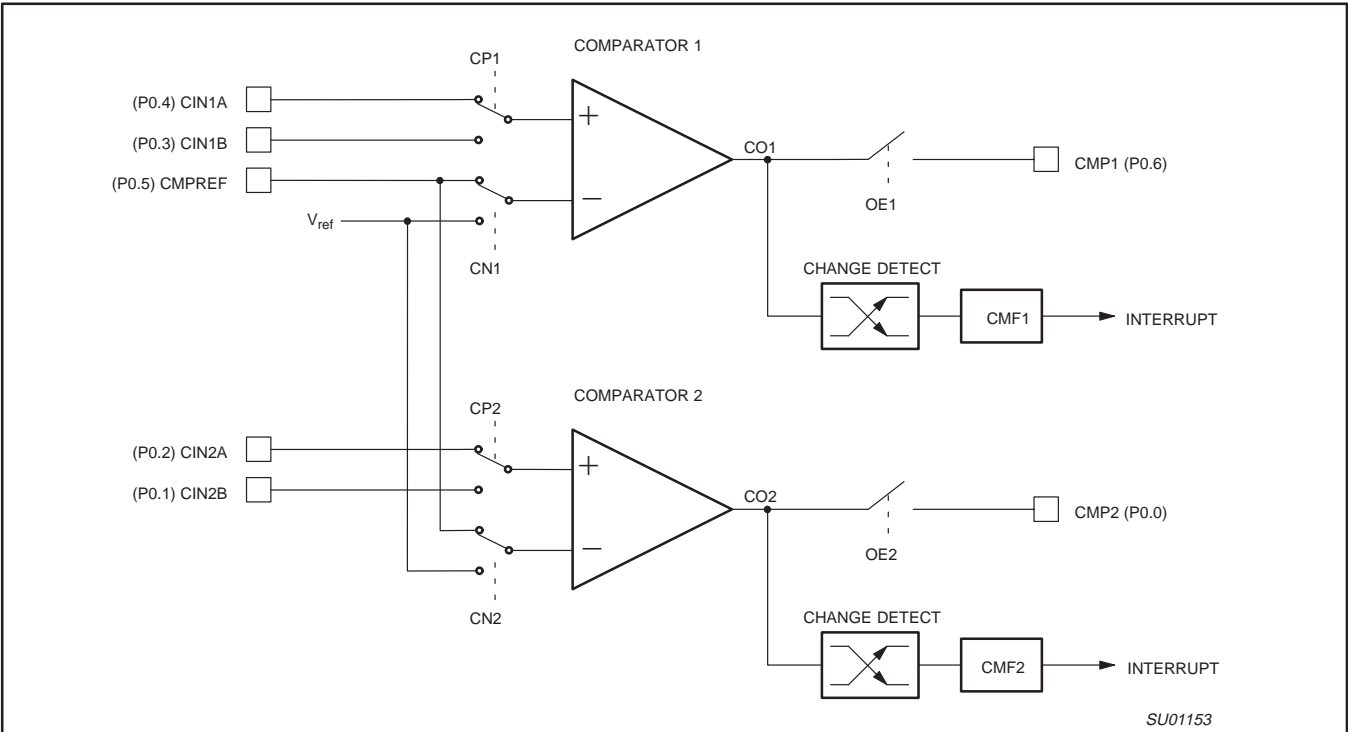 COMPARATOR 1
CP1
(P0.4) CIN1A
+
(P0.3) CIN1B
CO1
CMP1 (P0.6)
(P0.5) CMPREF
−
OE1
Vref
CN1
CHANGE DETECT
CMF1
INTERRUPT
COMPARATOR 2
CP2
(P0.2) CIN2A
+
(P0.1) CIN2B
CO2
CMP2 (P0.0)
−
OE2
CN2
CHANGE DETECT
CMF2
INTERRUPT
SU01153